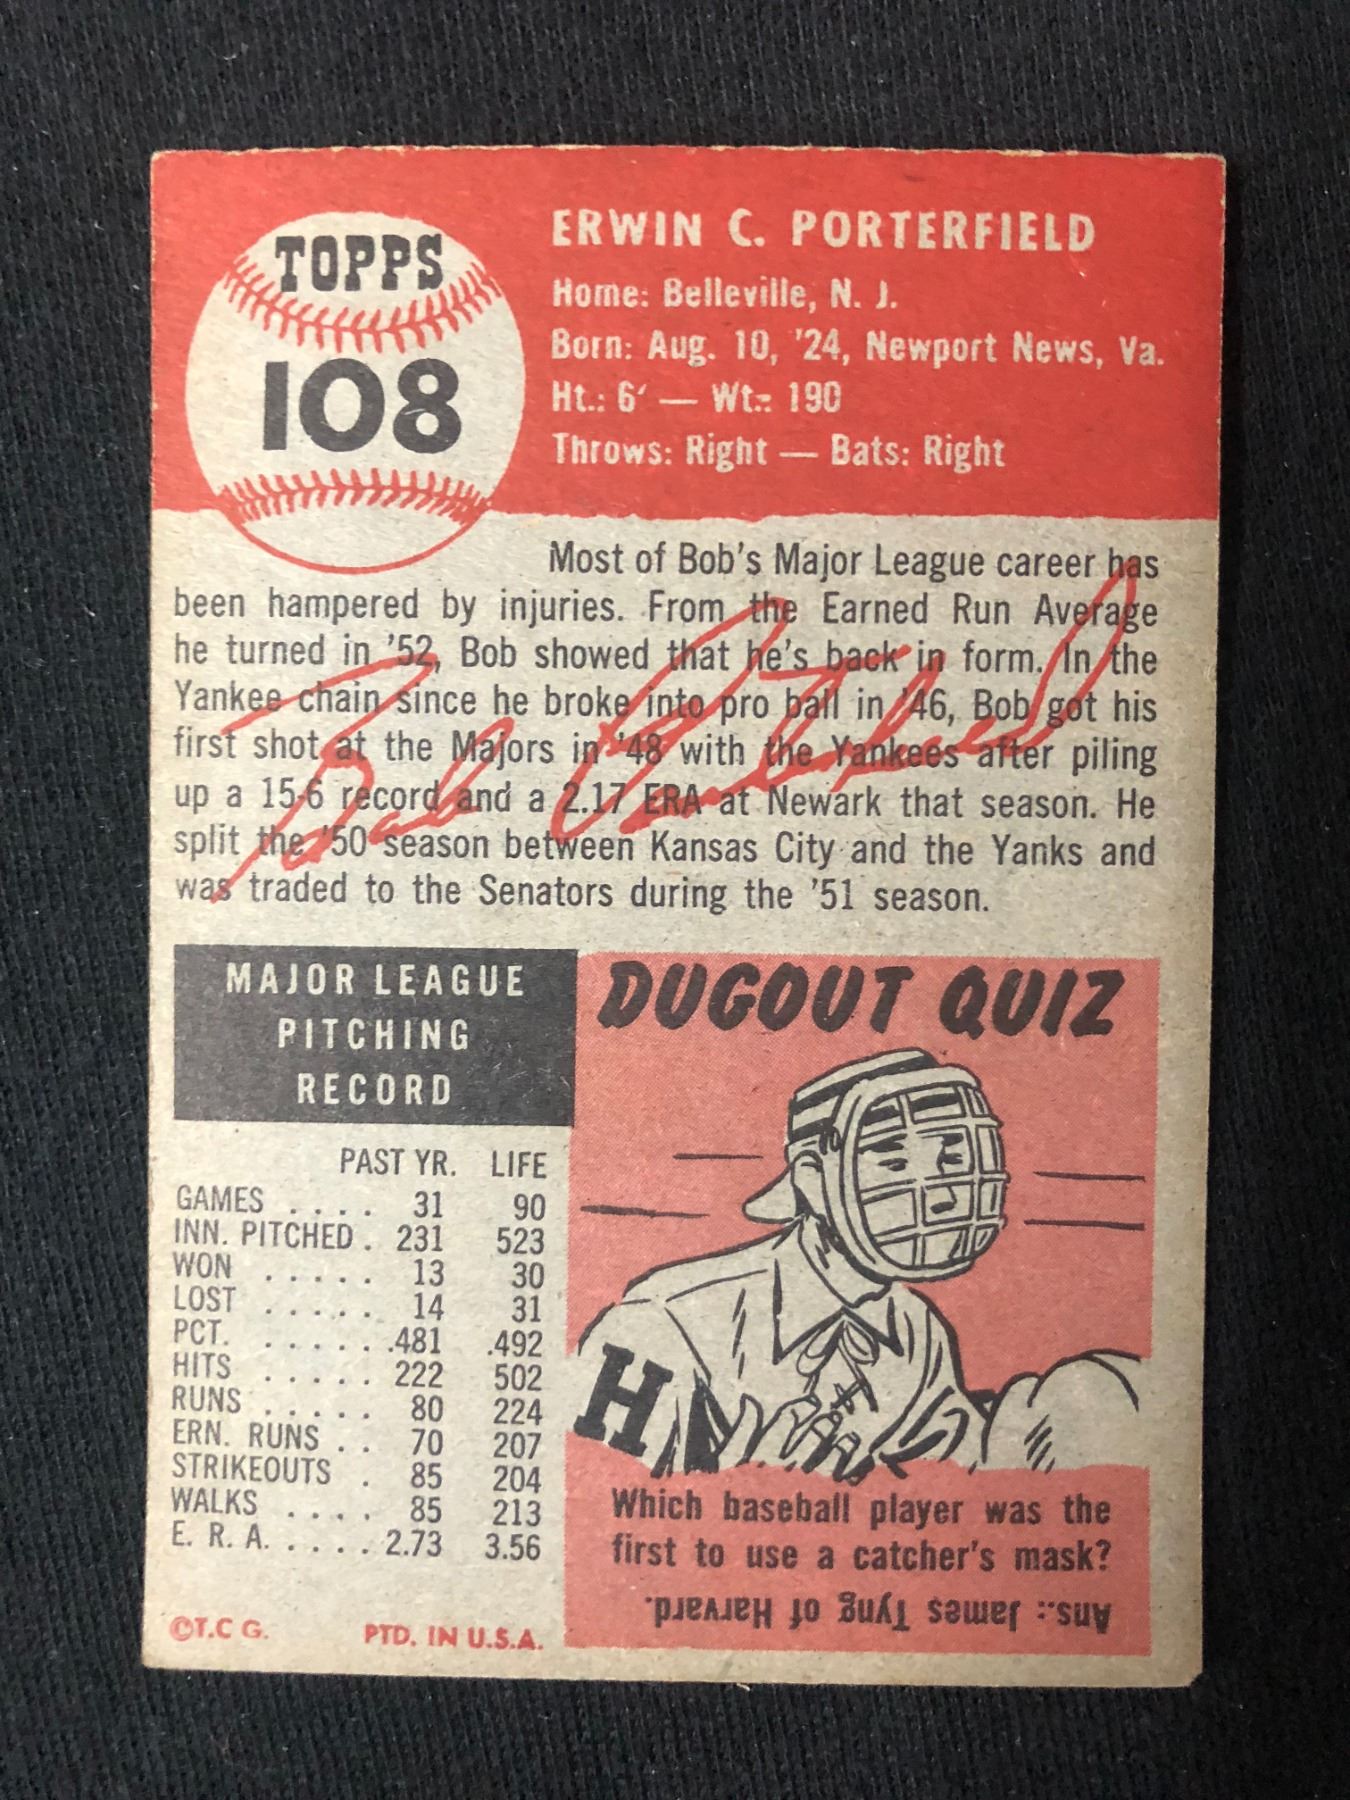 TOPPS
108
ERWIN C. PORTERFIELD
Home: Belleville, N. J.
Born: Aug. 10, '24, Newport News, Va.
Ht.: 6' — Wt.: 190
Throws: Right — Bats: Right
Most of Bob's Major League career has
been hampered by injuries. From the Earned Run Average
he turned in '52, Bob showed that he's back in form. In the
Yankee chain since he broke into pro ball in '46, Bob got his
first shot at the Majors in '48 with the Yankees after piling
up a 15-6 record and a 2.17 ERA at Newark that season. He
split the '50 season between Kansas City and the Yanks and
was traded to the Senators during the '51 season.
Bob Porterfield
MAJOR LEAGUE
PITCHING
RECORD
PAST YR. LIFE
GAMES . . . . 31 90
INN. PITCHED . 231 523
WON . . . . . 13 30
LOST . . . . . 14 31
PCT. . . . . . .481 .492
HITS . . . . . 222 502
RUNS . . . . . 80 224
ERN. RUNS . . 70 207
STRIKEOUTS . 85 204
WALKS . . . . 85 213
E. R. A. . . . . 2.73 3.56
©T.C G. PTD. IN U.S.A.
DUGOUT QUIZ
H
Which baseball player was the
first to use a catcher's mask?
Ans.: James Tyng of Harvard.